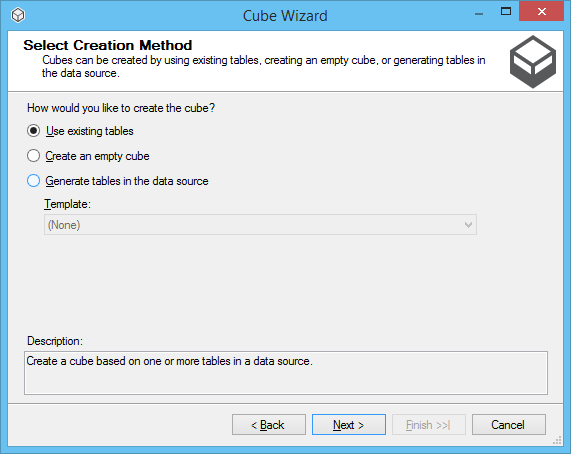 Cube Wizard
Select Creation Method
Cubes can be created by using existing tables, creating an empty cube, or generating tables in
the data source.
How would you like to create the cube?
Use existing tables
Create an empty cube
Generate tables in the data source
Template:
(None)
Description:
Create a cube based on one or more tables in a data source.
< Back
Next >
Finish >>|
Cancel